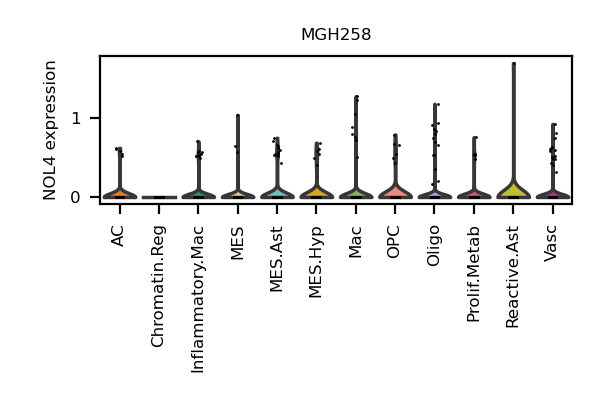 MGH258
NOL4 expression
1
0
AC
Chromatin.Reg
Inflammatory.Mac
MES
MES.Ast
MES.Hyp
Mac
OPC
Oligo
Prolif.Metab
Reactive.Ast
Vasc